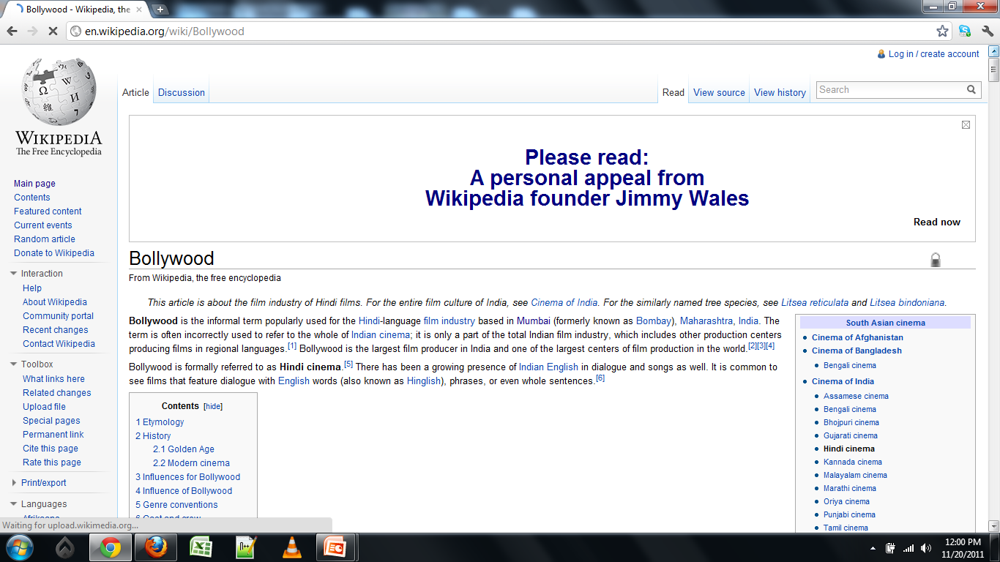 Bollywood - Wikipedia, the
en.wikipedia.org/wiki/Bollywood
Log in / create account
Article Discussion Read View source View history Search
WIKIPEDIA
The Free Encyclopedia
Main page
Contents
Featured content
Current events
Random article
Donate to Wikipedia
Interaction
Help
About Wikipedia
Community portal
Recent changes
Contact Wikipedia
Toolbox
What links here
Related changes
Upload file
Special pages
Permanent link
Cite this page
Rate this page
Print/export
Languages
Please read:
A personal appeal from
Wikipedia founder Jimmy Wales
Read now
Bollywood
From Wikipedia, the free encyclopedia
This article is about the film industry of Hindi films. For the entire film culture of India, see Cinema of India. For the similarly named tree species, see Litsea reticulata and Litsea bindoniana.
Bollywood is the informal term popularly used for the Hindi-language film industry based in Mumbai (formerly known as Bombay), Maharashtra, India. The
term is often incorrectly used to refer to the whole of Indian cinema; it is only a part of the total Indian film industry, which includes other production centers
producing films in regional languages.[1] Bollywood is the largest film producer in India and one of the largest centers of film production in the world.[2][3][4]
Bollywood is formally referred to as Hindi cinema.[5] There has been a growing presence of Indian English in dialogue and songs as well. It is common to
see films that feature dialogue with English words (also known as Hinglish), phrases, or even whole sentences.[6]
Contents [hide]
1 Etymology
2 History
2.1 Golden Age
2.2 Modern cinema
3 Influences for Bollywood
4 Influence of Bollywood
5 Genre conventions
6 Cast and crew
South Asian cinema
Cinema of Afghanistan
Cinema of Bangladesh
Bengali cinema
Cinema of India
Assamese cinema
Bengali cinema
Bhojpuri cinema
Gujarati cinema
Hindi cinema
Kannada cinema
Malayalam cinema
Marathi cinema
Oriya cinema
Punjabi cinema
Tamil cinema
Waiting for upload.wikimedia.org...
12:00 PM
11/20/2011